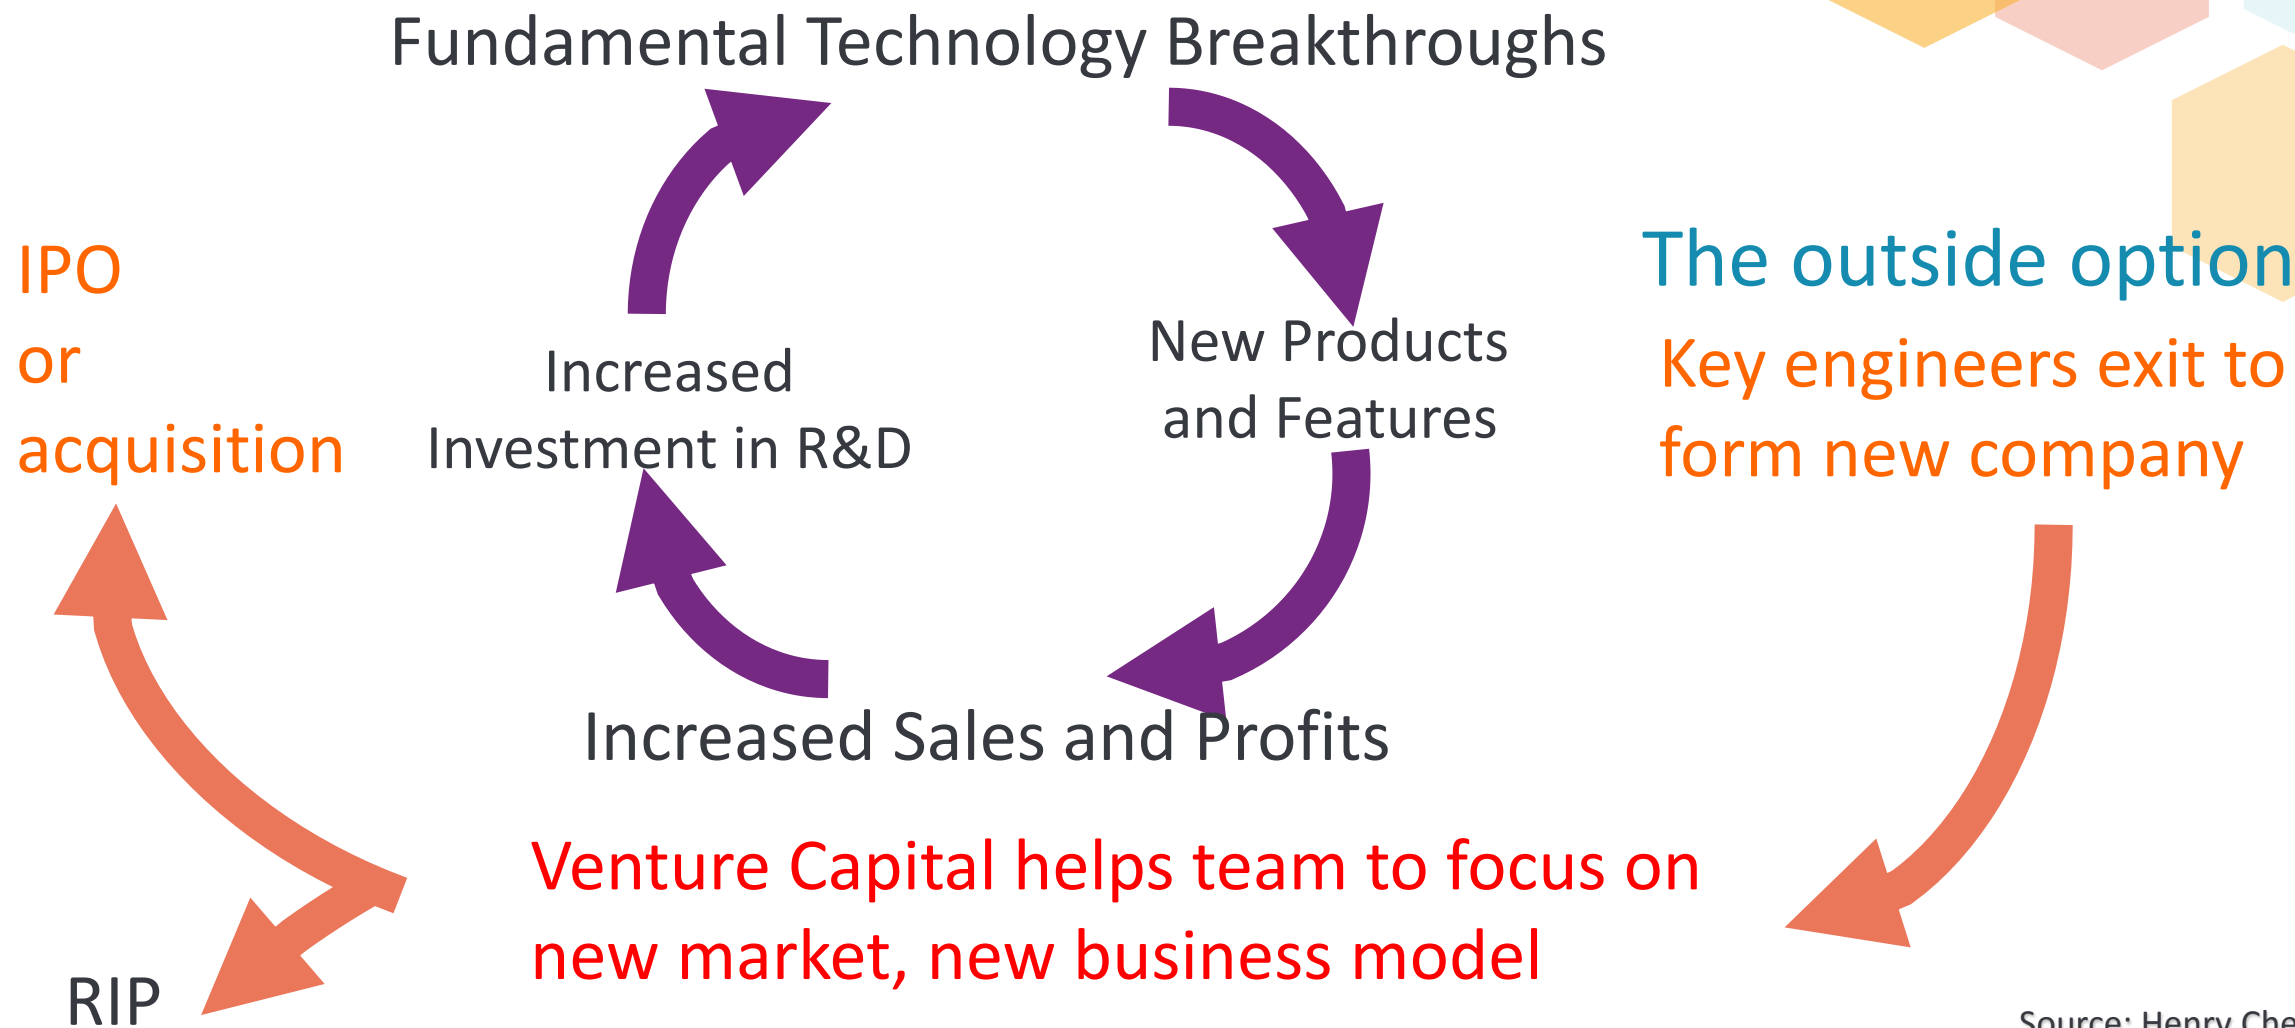 Fundamental Technology Breakthroughs
IPO
or
acquisition
Increased
Investment in R&D
New Products
and Features
The outside option
Key engineers exit to
form new company
Increased Sales and Profits
Venture Capital helps team to focus on
new market, new business model
RIP
Source: Henry